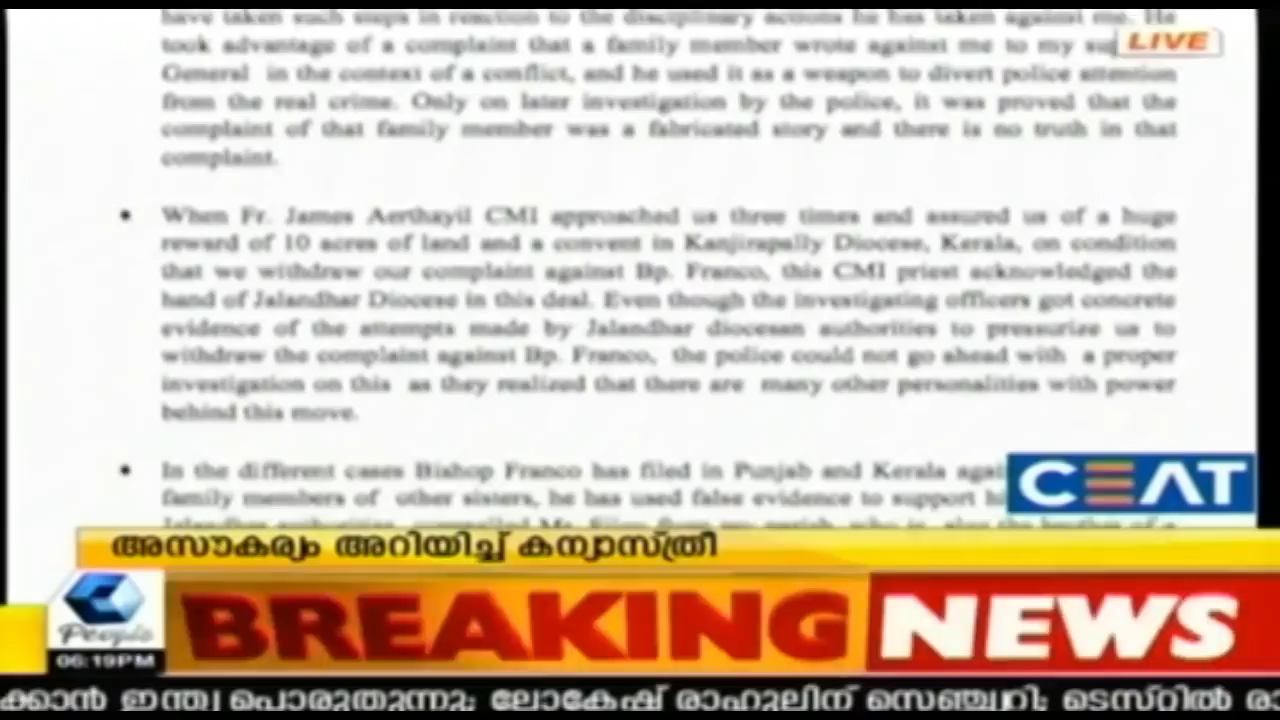 have taken such steps in reaction to the disciplinary actions he has taken against me. He
took advantage of a complaint that a family member wrote against me to my
General in the context of a conflict, and he used it as a weapon to divert police attention
from the real crime. Only on later investigation by the police, it was proved that the
complaint of that family member was a fabricated story and there is no truth in that
complaint.
LIVE
• When Fr. James Aerthayil CMI approached us three times and assured us of a huge
reward of 10 acres of land and a convent in Kanjirapally Diocese, Kerala, on condition
that we withdrew our complaint against Bp. Franco, this CMI priest acknowledged the
hand of Jalandhar Diocese in this deal. Even though the investigating officers got concrete
evidence of the attempts made by Jalandhar diocesan authorities to pressurize us to
withdraw the complaint against Bp. Franco, the police could not go ahead with a proper
investigation on this as they realized that there are many other personalities with power
behind this move.
• In the different cases Bishop Franco has filed in Punjab and Kerala
family members of other sisters, he has used false evidence to support
CEAT
അസൗകര്യം അറിയിച്ച് കന്യാസ്ത്രീ
People
06:19PM
BREAKING NEWS
ക്കാൻ ഇന്ത്യ പൊരുതുന്നു; ലോകേഷ് രാഹുലിന് സെഞ്ച്വറി; ടെസ്റ്റിൽ രാ